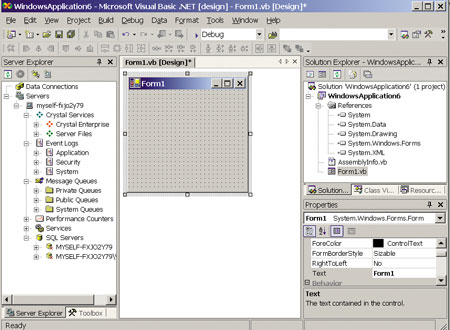 WindowsApplication6 - Microsoft Visual Basic .NET [design] - Form1.vb [Design]*
File Edit View Project Build Debug Data Format Tools Window Help
Debug
Server Explorer
Data Connections
Servers
myself-fxjo2y79
Crystal Services
Crystal Enterprise
Server Files
Event Logs
Application
Security
System
Message Queues
Private Queues
Public Queues
System Queues
Performance Counters
Services
SQL Servers
MYSELF-FXJO2Y79
MYSELF-FXJO2Y79\
Server Explorer Toolbox
Form1.vb [Design]*
Form1
Solution Explorer - WindowsApplic...
Solution 'WindowsApplication6' (1 project)
WindowsApplication6
References
System
System.Data
System.Drawing
System.Windows.Forms
System.XML
AssemblyInfo.vb
Form1.vb
Solution... Class Vi... Resourc...
Properties
Form1 System.Windows.Forms.Form
ForeColor ControlText
FormBorderStyle Sizable
RightToLeft No
Text Form1
Behavior
Text
The text contained in the control.
Ready